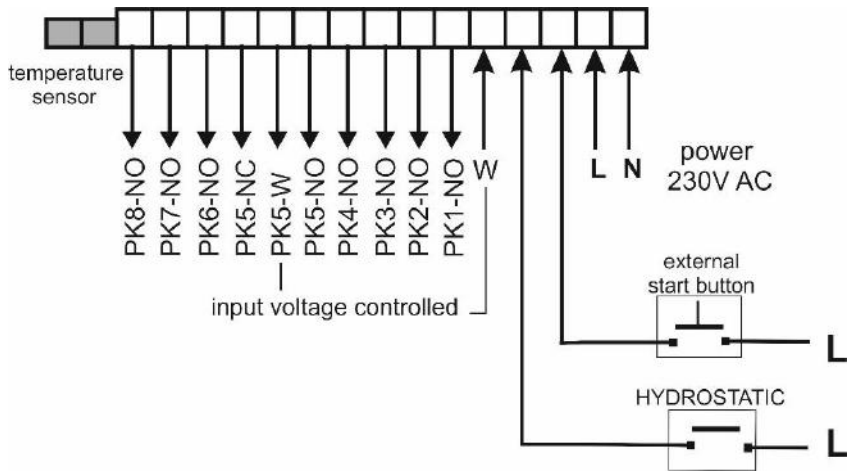 temperature
sensor
PK8-NO
PK7-NO
PK6-NO
PK5-NC
PK5-W
PK5-NO
PK4-NO
PK3-NO
PK2-NO
PK1-NO
W
L
N
power
230V AC
input voltage controlled
external
start button
L
HYDROSTATIC
L